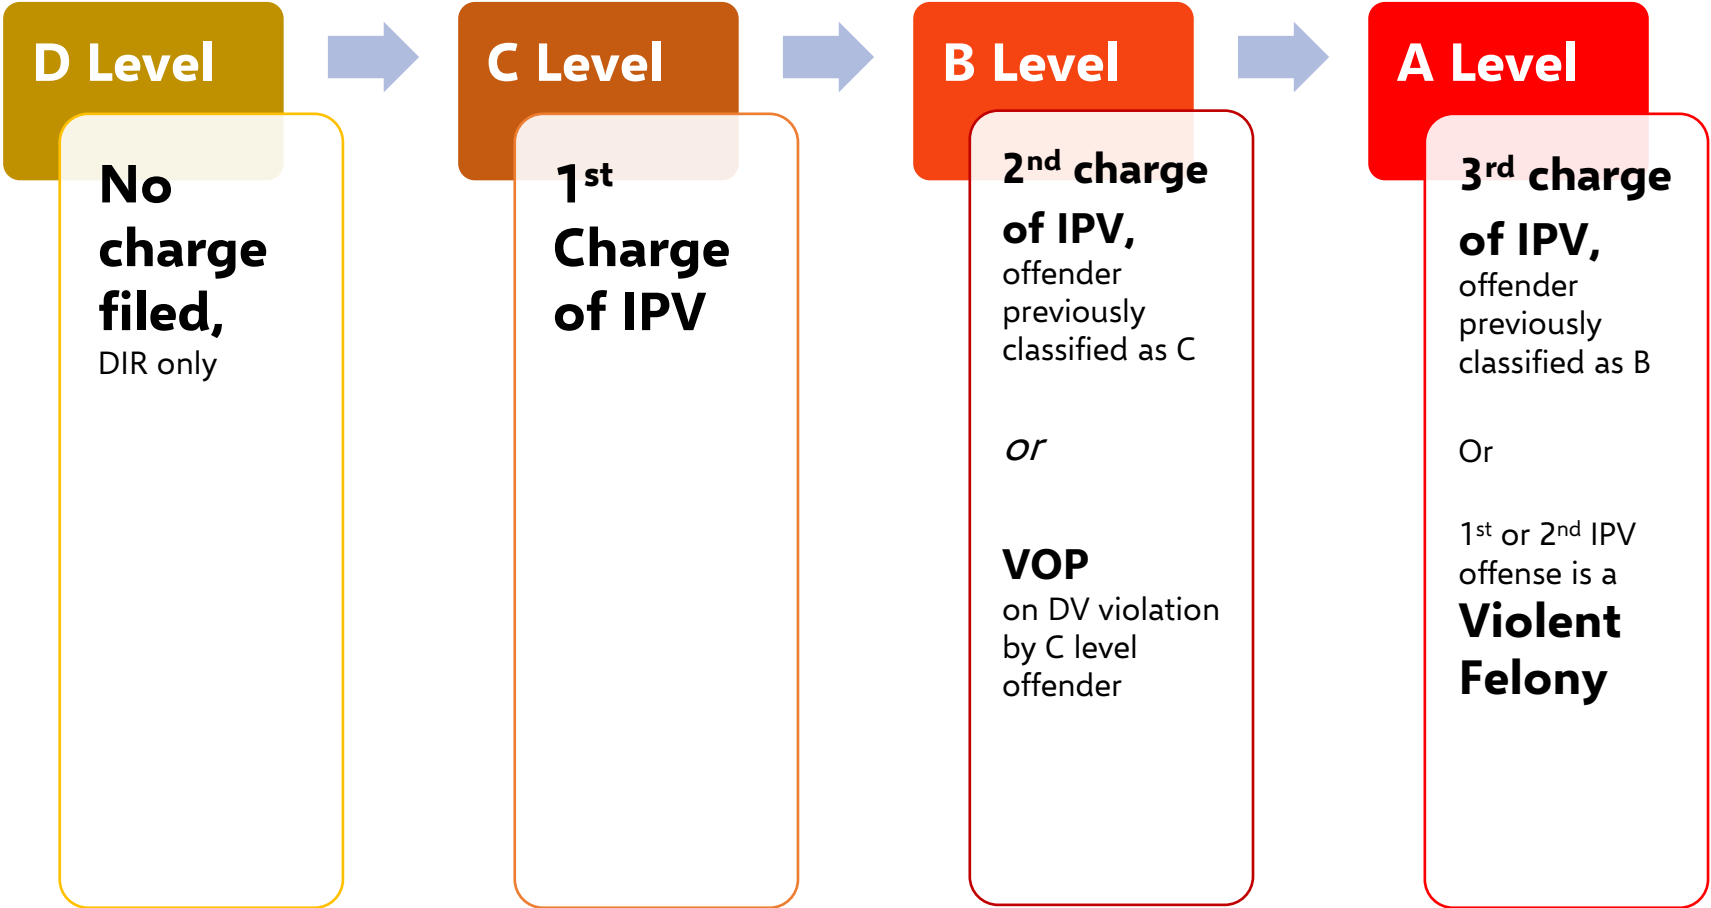 D Level
No
charge
filed,
DIR only
C Level
1st
Charge
of IPV
B Level
2nd charge
of IPV,
offender
previously
classified as C
or
VOP
on DV violation
by C level
offender
A Level
3rd charge
of IPV,
offender
previously
classified as B
Or
1st or 2nd IPV
offense is a
Violent
Felony